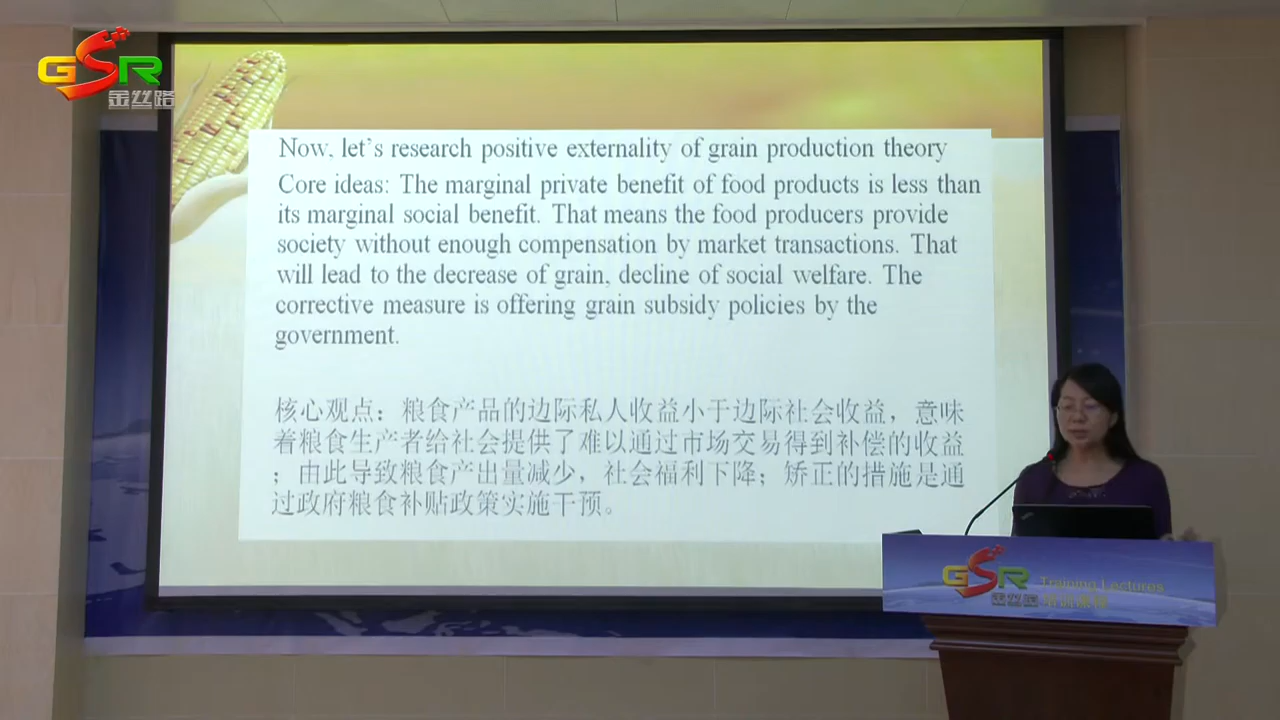 GSR
金丝路
Now, let's research positive externality of grain production theory
Core ideas: The marginal private benefit of food products is less than
its marginal social benefit. That means the food producers provide
society without enough compensation by market transactions. That
will lead to the decrease of grain, decline of social welfare. The
corrective measure is offering grain subsidy policies by the
government.
核心观点：粮食产品的边际私人收益小于边际社会收益，意味
着粮食生产者给社会提供了难以通过市场交易得到补偿的收益
；由此导致粮食产出量减少，社会福利下降；矫正的措施是通
过政府粮食补贴政策实施干预。
GSR
金丝路
Training Lectures
培训课程